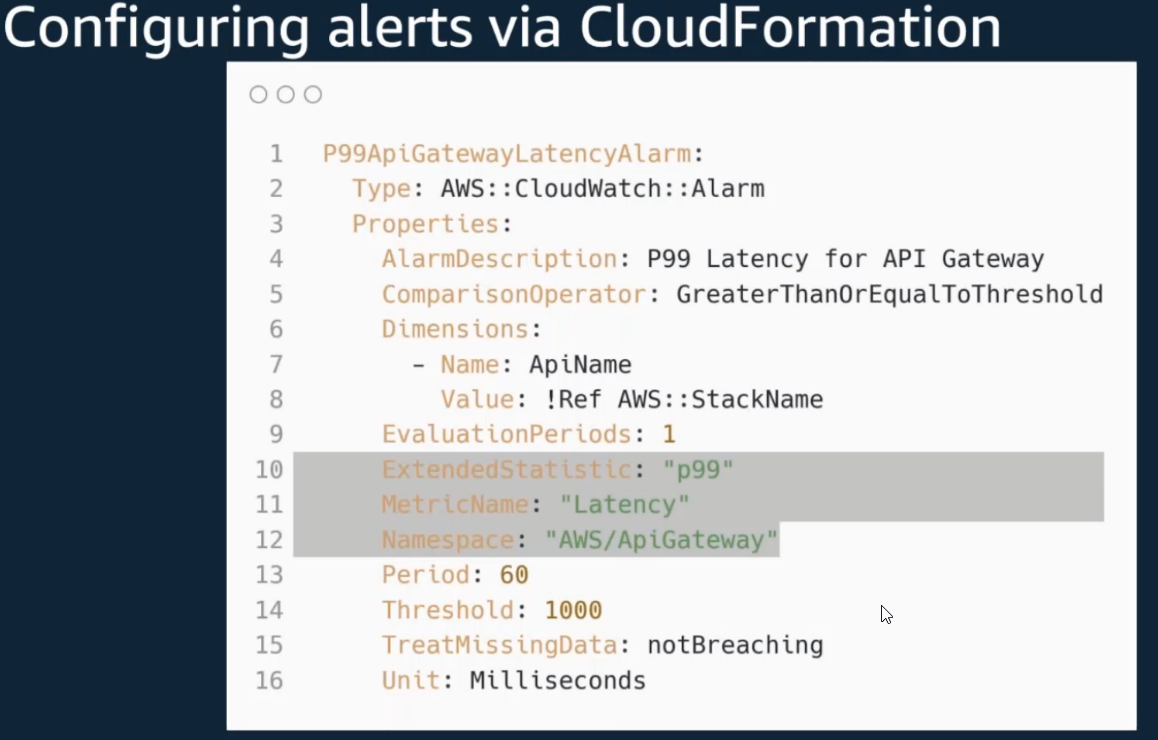 Configuring alerts via CloudFormation
1 P99ApiGatewayLatencyAlarm:
2   Type: AWS::CloudWatch::Alarm
3   Properties:
4     AlarmDescription: P99 Latency for API Gateway
5     ComparisonOperator: GreaterThanOrEqualToThreshold
6     Dimensions:
7       - Name: ApiName
8         Value: !Ref AWS::StackName
9     EvaluationPeriods: 1
10     ExtendedStatistic: "p99"
11     MetricName: "Latency"
12     Namespace: "AWS/ApiGateway"
13     Period: 60
14     Threshold: 1000
15     TreatMissingData: notBreaching
16     Unit: Milliseconds